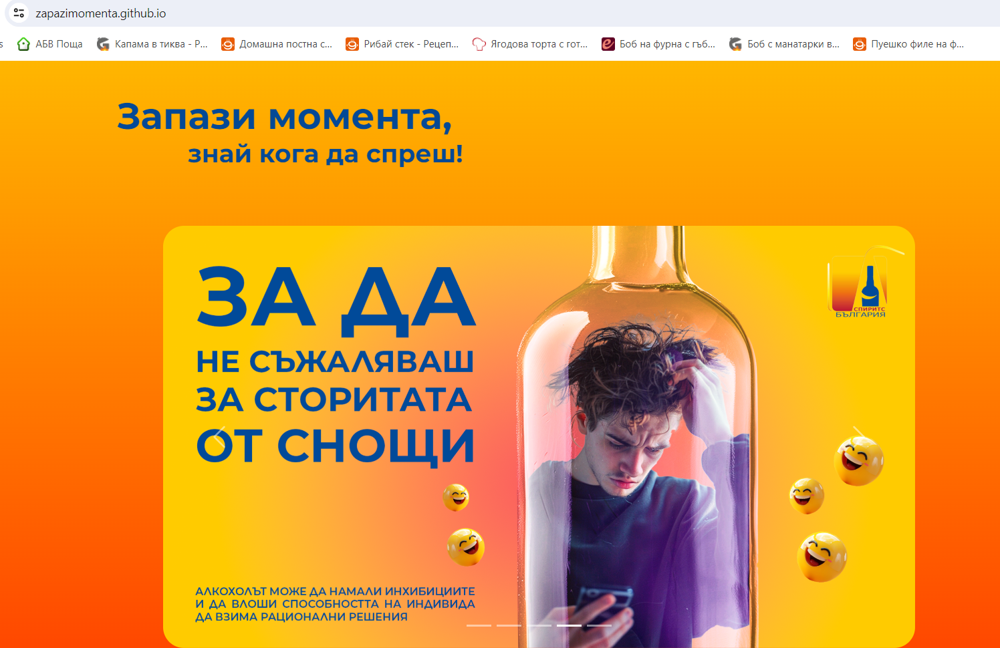 zapazimomenta.github.io
s
АБВ Поща
Капама в тиква - Р...
Домашна постна с...
Рибай стек - Рецеп...
Ягодова торта с гот...
Боб на фурна с гъб...
Боб с манатарки в...
Пуешко филе на ф...
Запази момента,
знай кога да спреш!
ЗА ДА
НЕ СЪЖАЛЯВАШ
ЗА СТОРИТАТА
ОТ СНОЩИ
СПИРИТС
БЪЛГАРИЯ
АЛКОХОЛЪТ МОЖЕ ДА НАМАЛИ ИНХИБИЦИИТЕ
И ДА ВЛОШИ СПОСОБНОСТТА НА ИНДИВИДА
ДА ВЗИМА РАЦИОНАЛНИ РЕШЕНИЯ